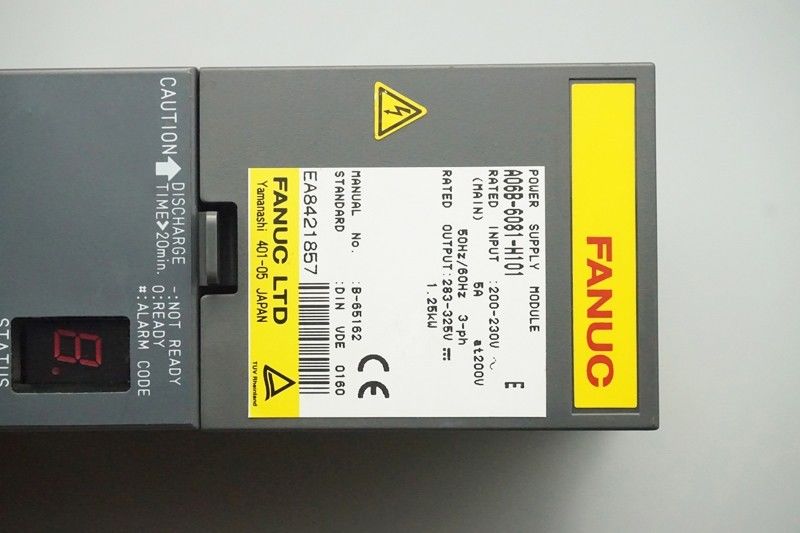 FANUC
POWER SUPPLY MODULE
A06B-6081-H101 E
RATED INPUT :200-230V ~
(MAIN) 5A at200V
50Hz/60Hz 3-ph
RATED OUTPUT:283-325V ⎓
1.25kW
MANUAL No. :B-65162
STANDARD :DIN VDE 0160
CE
EA8421857
FANUC LTD
Yamanashi 401-05 JAPAN
TUV Rheinland
CAUTION
DISCHARGE
TIME>20min.
-:NOT READY
0:READY
#:ALARM CODE
STATUS
8.